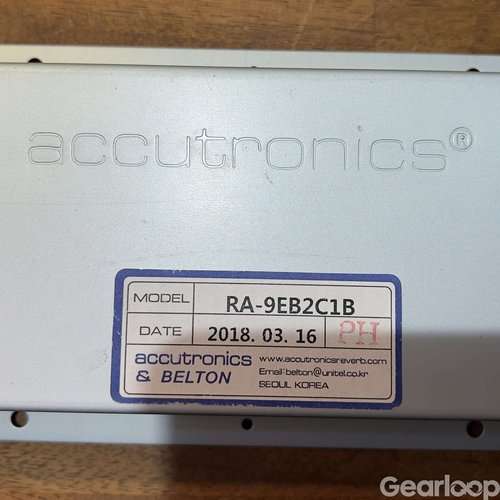 accutronics®
MODEL RA-9EB2C1B
DATE 2018. 03. 16 PH
accutronics
& BELTON
www.accutronicsreverb.com
Email:belton@unitel.co.kr
SEOUL KOREA
Gearloop